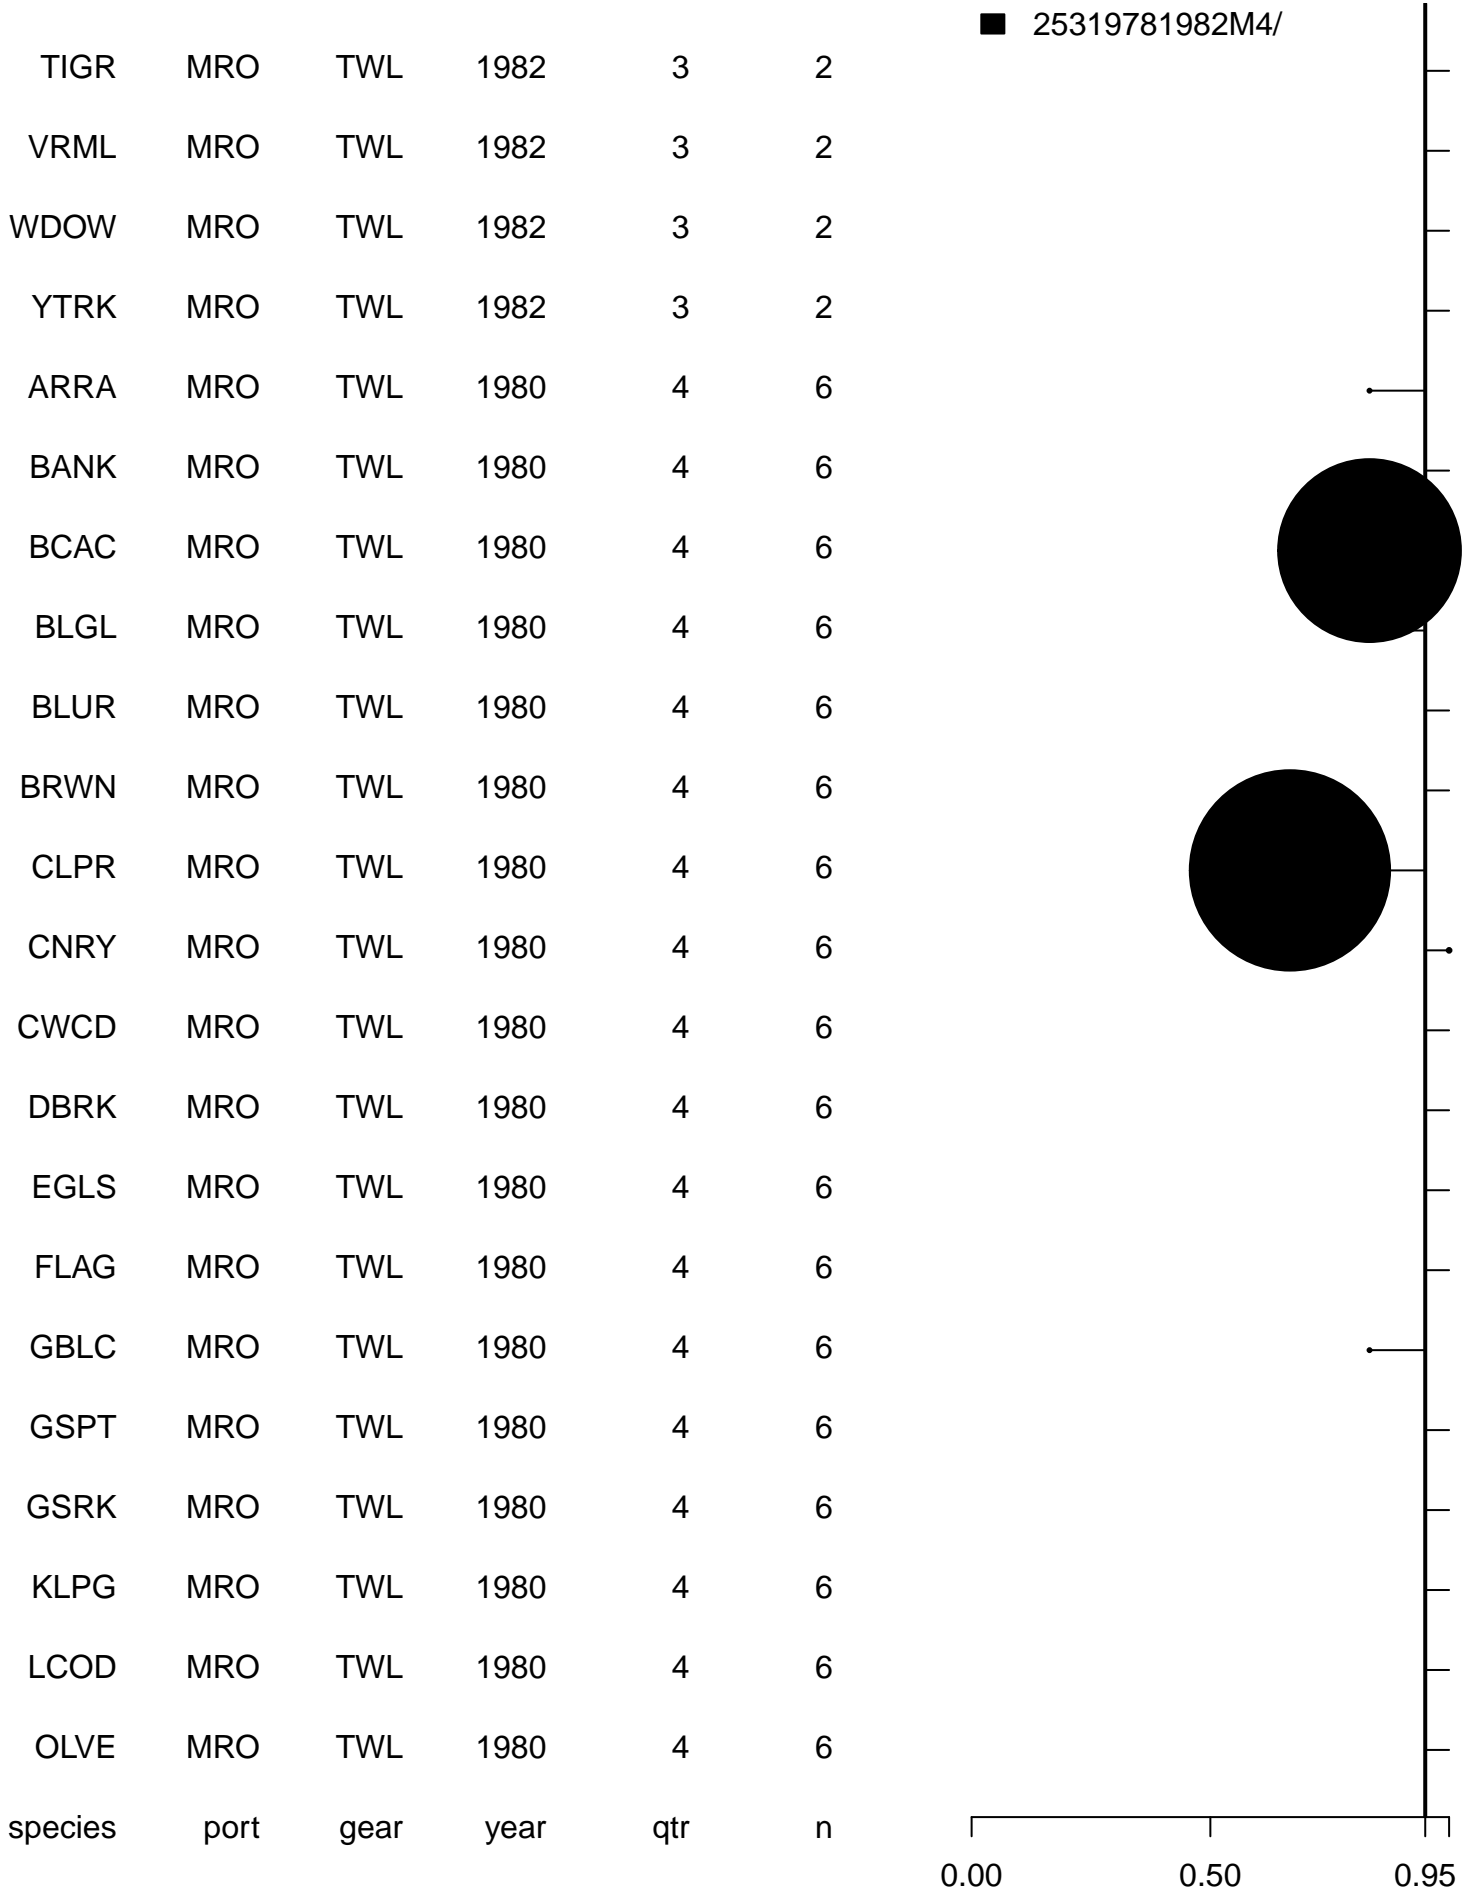 25319781982M4/
TIGR MRO TWL 1982 3 2
VRML MRO TWL 1982 3 2
WDOW MRO TWL 1982 3 2
YTRK MRO TWL 1982 3 2
ARRA MRO TWL 1980 4 6
BANK MRO TWL 1980 4 6
BCAC MRO TWL 1980 4 6
BLGL MRO TWL 1980 4 6
BLUR MRO TWL 1980 4 6
BRWN MRO TWL 1980 4 6
CLPR MRO TWL 1980 4 6
CNRY MRO TWL 1980 4 6
CWCD MRO TWL 1980 4 6
DBRK MRO TWL 1980 4 6
EGLS MRO TWL 1980 4 6
FLAG MRO TWL 1980 4 6
GBLC MRO TWL 1980 4 6
GSPT MRO TWL 1980 4 6
GSRK MRO TWL 1980 4 6
KLPG MRO TWL 1980 4 6
LCOD MRO TWL 1980 4 6
OLVE MRO TWL 1980 4 6
species port gear year qtr n
0.00 0.50 0.95